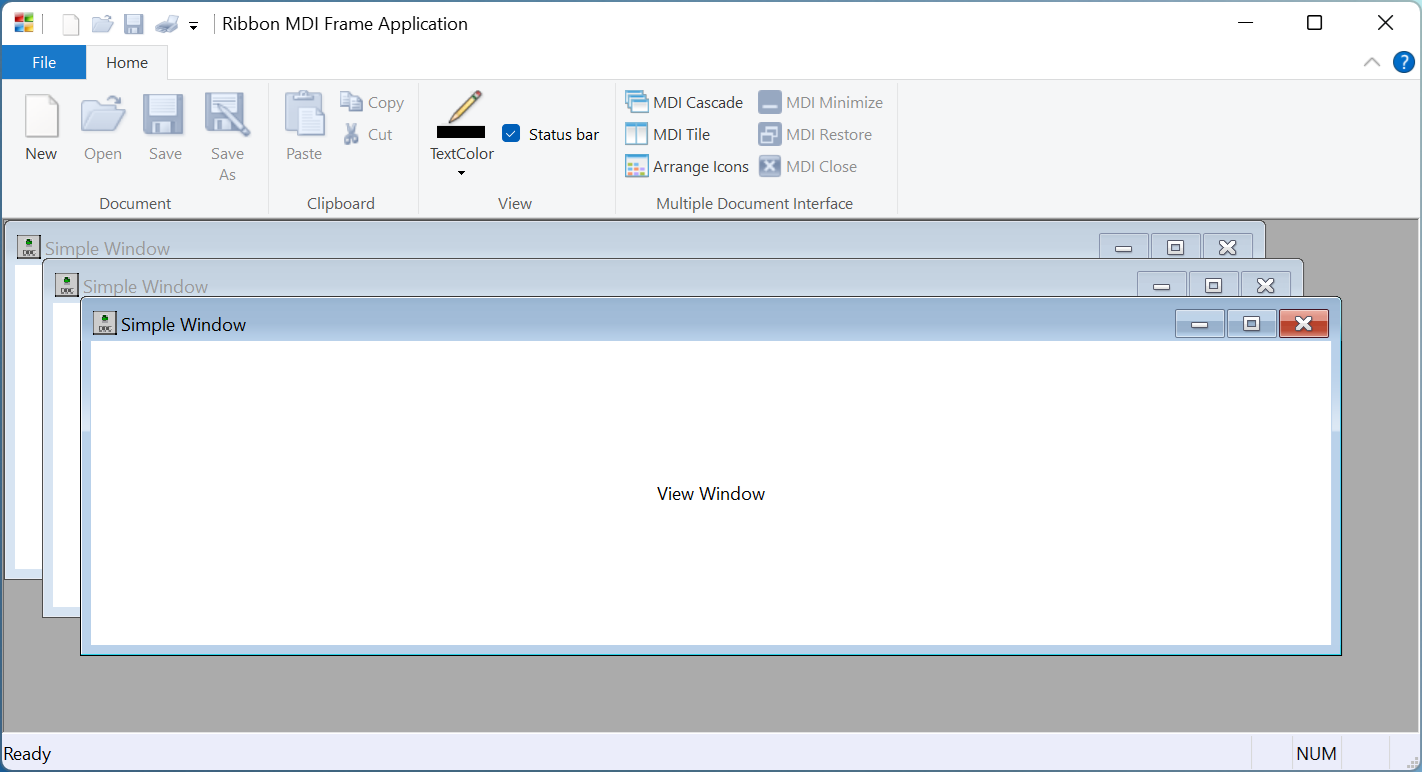 Ribbon MDI Frame Application
File Home
New Open Save Save As
Document
Paste Copy
Cut
Clipboard
TextColor Status bar
View
MDI Cascade MDI Minimize
MDI Tile MDI Restore
Arrange Icons MDI Close
Multiple Document Interface
Simple Window
Simple Window
Simple Window
View Window
Ready NUM